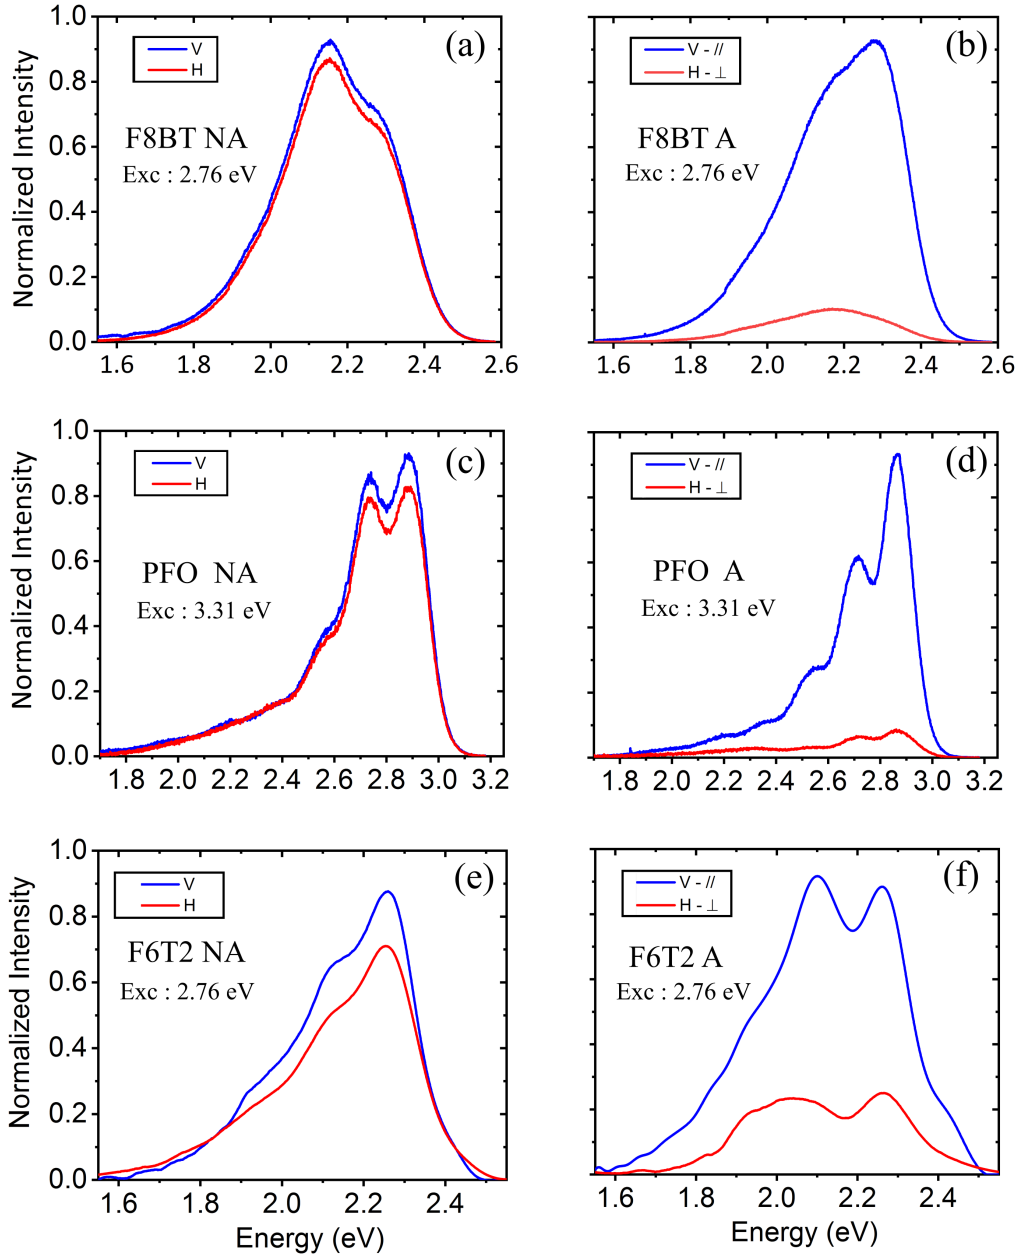 (a)
V
H
F8BT NA
Exc : 2.76 eV
Normalized Intensity
1.0
0.8
0.6
0.4
0.2
0.0
1.6 1.8 2.0 2.2 2.4 2.6
(b)
V - //
H - ⊥
F8BT A
Exc : 2.76 eV
1.6 1.8 2.0 2.2 2.4 2.6
(c)
V
H
PFO NA
Exc : 3.31 eV
Normalized Intensity
1.0
0.8
0.6
0.4
0.2
0.0
1.8 2.0 2.2 2.4 2.6 2.8 3.0 3.2
(d)
V - //
H - ⊥
PFO A
Exc : 3.31 eV
1.8 2.0 2.2 2.4 2.6 2.8 3.0 3.2
(e)
V
H
F6T2 NA
Exc : 2.76 eV
Normalized Intensity
1.0
0.8
0.6
0.4
0.2
0.0
1.6 1.8 2.0 2.2 2.4
Energy (eV)
(f)
V - //
H - ⊥
F6T2 A
Exc : 2.76 eV
1.6 1.8 2.0 2.2 2.4
Energy (eV)